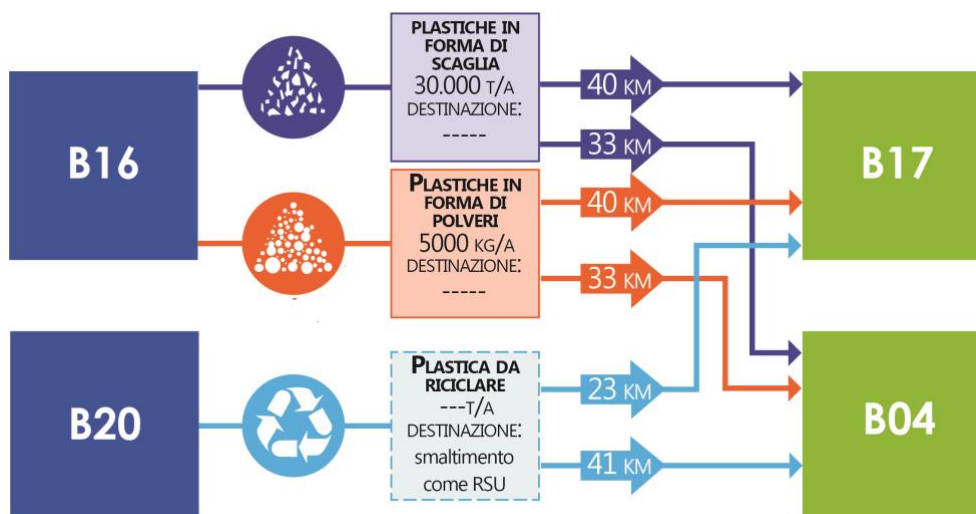 B16
PLASTICHE IN
FORMA DI
SCAGLIA
30.000 T/A
DESTINAZIONE:
-----
40 KM
33 KM
B17
PLASTICHE IN
FORMA DI
POLVERI
5000 KG/A
DESTINAZIONE:
-----
40 KM
33 KM
B20
PLASTICA DA
RICICLARE
---T/A
DESTINAZIONE:
smaltimento
come RSU
23 KM
41 KM
B04